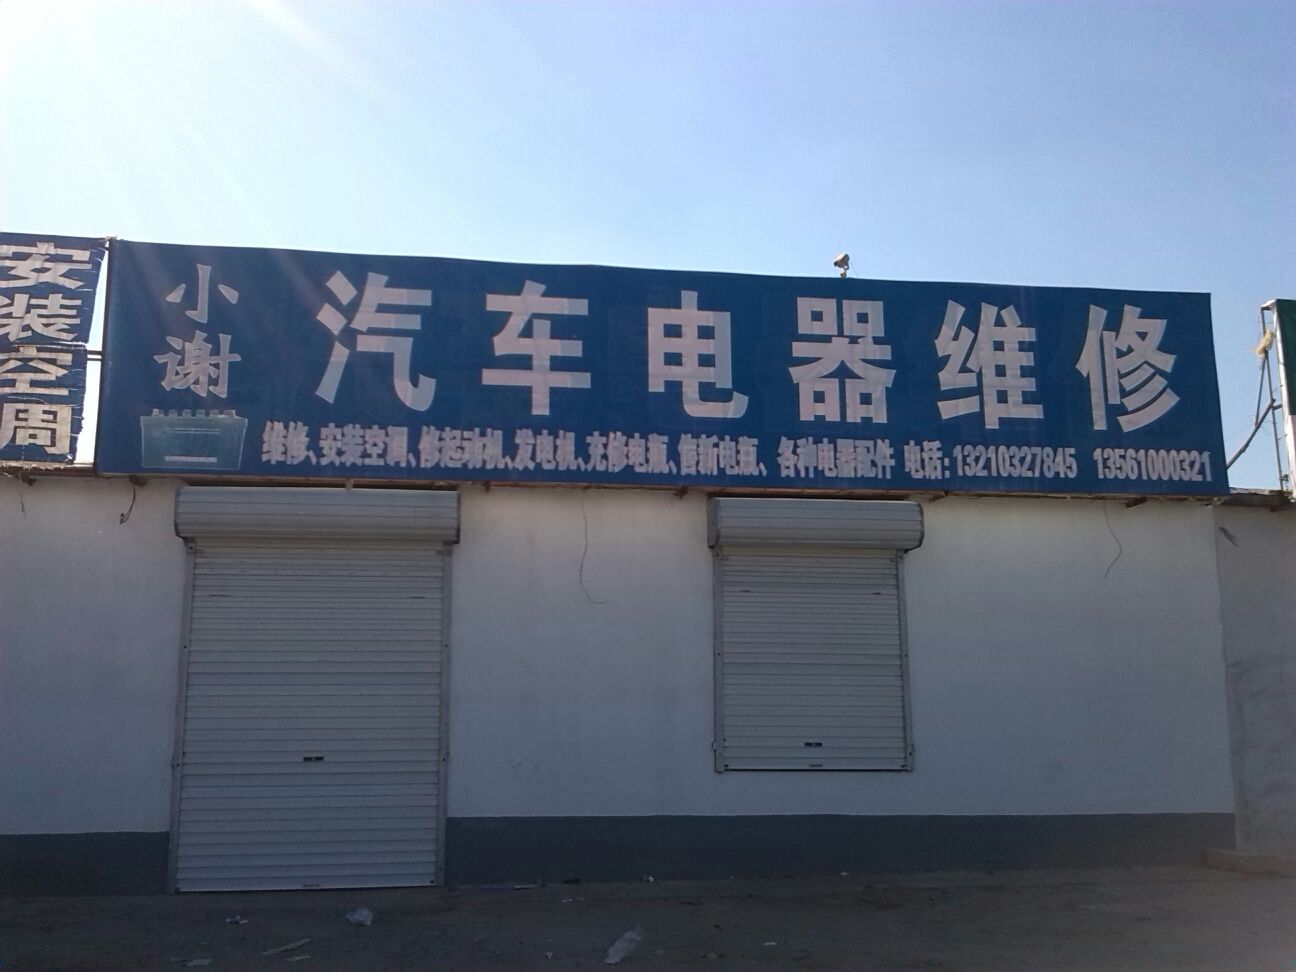 安装空周
小谢
汽车电器维修
维修、安装空调、修起动机、发电机、充修电瓶、售新电瓶、各种电器配件 电话:13210327845 13561000321